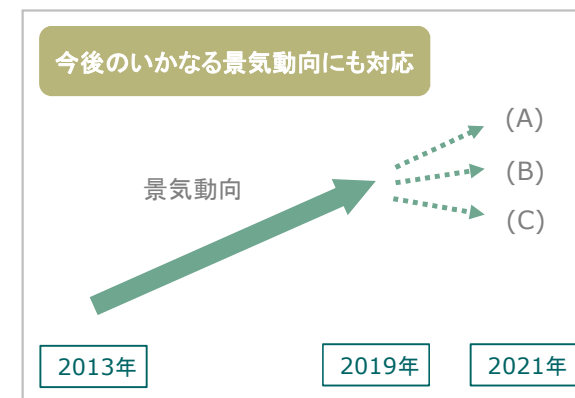 今後のいかなる景気動向にも対応
景気動向
(A)
(B)
(C)
2013年
2019年
2021年